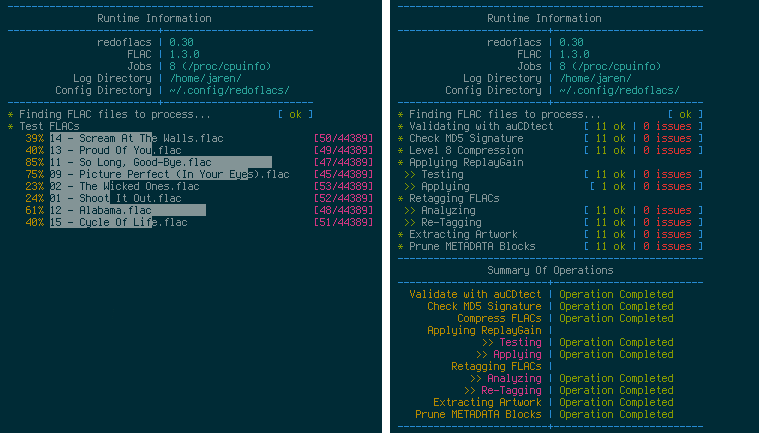 Runtime Information
redoflacs | 0.30
FLAC | 1.3.0
Jobs | 8 (/proc/cpuinfo)
Log Directory | /home/jaren/
Config Directory | ~/.config/redoflacs/
* Finding FLAC files to process... [ ok ]
* Test FLACs
39% 14 - Scream At The Walls.flac [50/44389]
40% 13 - Proud Of You.flac [49/44389]
85% 11 - So Long, Good-Bye.flac [47/44389]
75% 09 - Picture Perfect (In Your Eyes).flac [45/44389]
23% 02 - The Wicked Ones.flac [53/44389]
24% 01 - Shoot It Out.flac [52/44389]
61% 12 - Alabama.flac [48/44389]
40% 15 - Cycle Of Life.flac [51/44389]
Runtime Information
redoflacs | 0.30
FLAC | 1.3.0
Jobs | 8 (/proc/cpuinfo)
Log Directory | /home/jaren/
Config Directory | ~/.config/redoflacs/
* Finding FLAC files to process... [ ok ]
* Validating with auCDtect [ 11 ok | 0 issues ]
* Check MD5 Signature [ 11 ok | 0 issues ]
* Level 8 Compression [ 11 ok | 0 issues ]
* Applying ReplayGain
>> Testing [ 11 ok | 0 issues ]
>> Applying [ 1 ok | 0 issues ]
* Retagging FLACs
>> Analyzing [ 11 ok | 0 issues ]
>> Re-Tagging [ 11 ok | 0 issues ]
* Extracting Artwork [ 11 ok | 0 issues ]
* Prune METADATA Blocks [ 11 ok | 0 issues ]
Summary Of Operations
Validate with auCDtect | Operation Completed
Check MD5 Signature | Operation Completed
Compress FLACs | Operation Completed
Applying ReplayGain |
>> Testing | Operation Completed
>> Applying | Operation Completed
Retagging FLACs |
>> Analyzing | Operation Completed
>> Re-Tagging | Operation Completed
Extracting Artwork | Operation Completed
Prune METADATA Blocks | Operation Completed